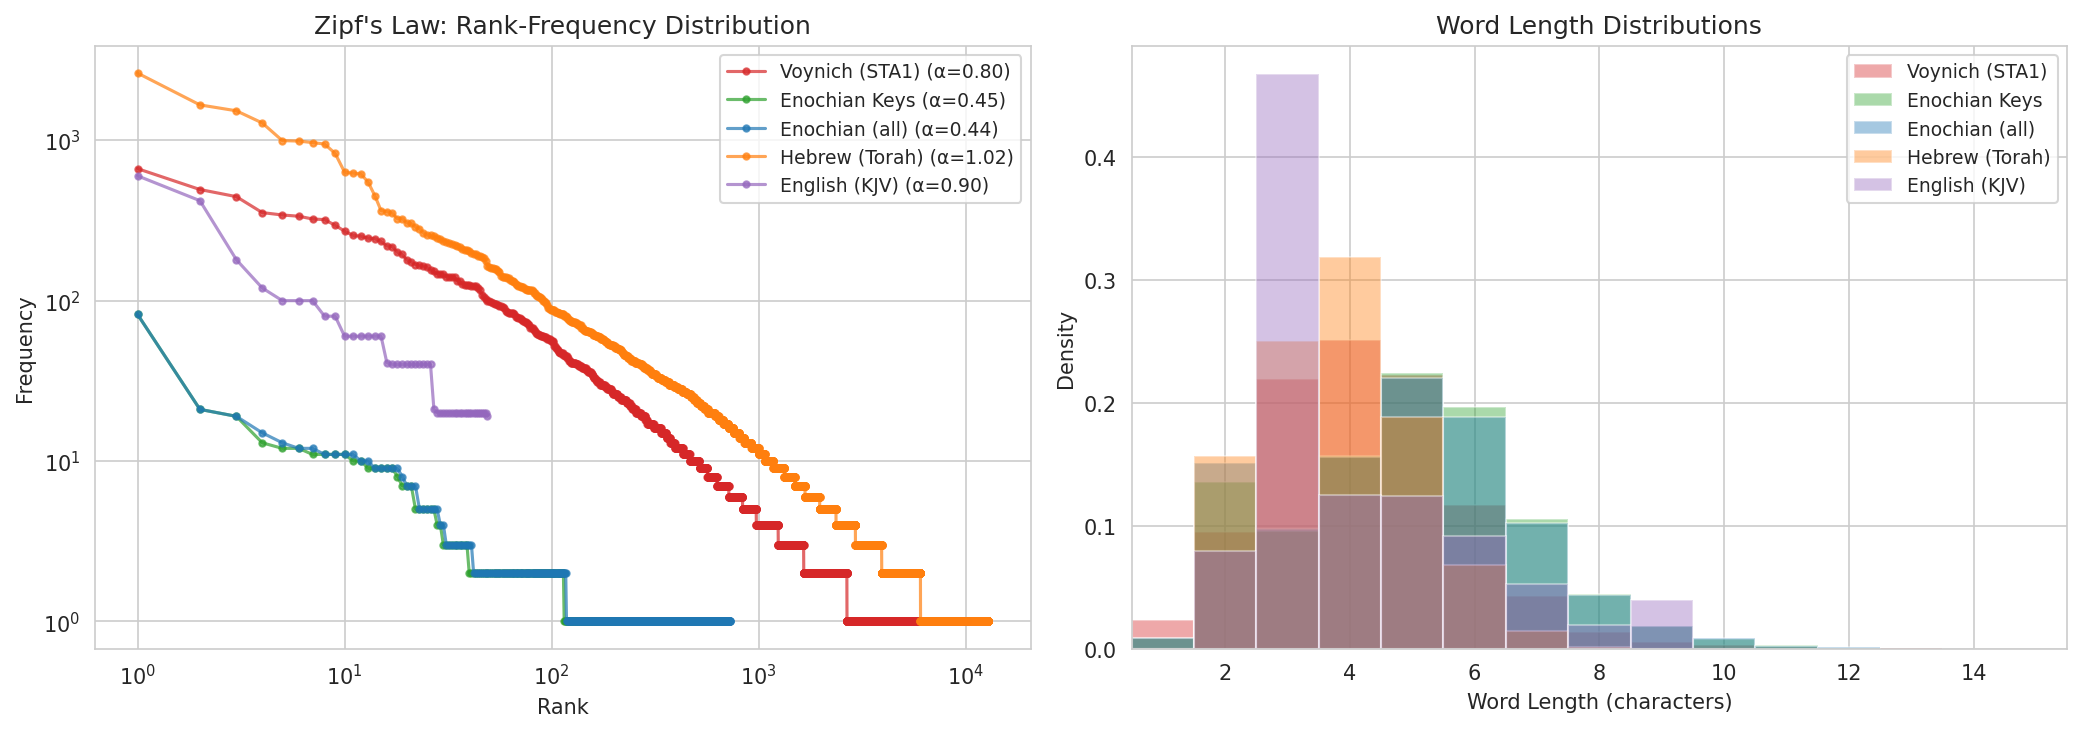 Zipf's Law: Rank-Frequency Distribution
Voynich (STA1) (α=0.80)
Enochian Keys (α=0.45)
Enochian (all) (α=0.44)
Hebrew (Torah) (α=1.02)
English (KJV) (α=0.90)
Frequency
10³
10²
10¹
10⁰
10⁰ 10¹ 10² 10³ 10⁴
Rank
Word Length Distributions
Voynich (STA1)
Enochian Keys
Enochian (all)
Hebrew (Torah)
English (KJV)
Density
0.4
0.3
0.2
0.1
0.0
2 4 6 8 10 12 14
Word Length (characters)